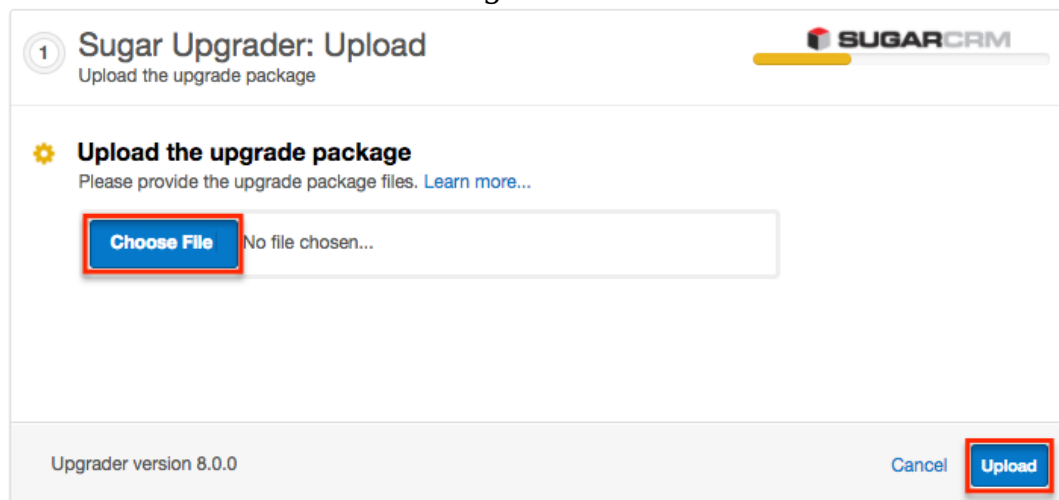 1
Sugar Upgrader: Upload
SUGARCRM
Upload the upgrade package
Upload the upgrade package
Please provide the upgrade package files. Learn more...
Choose File No file chosen...
Upgrader version 8.0.0
Cancel Upload